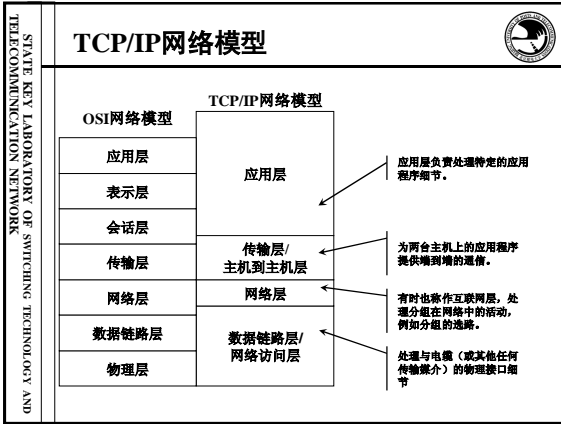 STATE KEY LABORATORY OF SWITCHING TECHNOLOGY AND
TELECOMMUNICATION NETWORK
TCP/IP网络模型
OSI网络模型
TCP/IP网络模型
应用层
表示层
会话层
传输层
网络层
数据链路层
物理层
应用层
传输层/
主机到主机层
网络层
数据链路层/
网络访问层
应用层负责处理特定的应用
程序细节。
为两台主机上的应用程序
提供端到端的通信。
有时也称作互联网层，处
理分组在网络中的活动，
例如分组的选路。
处理与电缆（或其他任何
传输媒介）的物理接口细
节